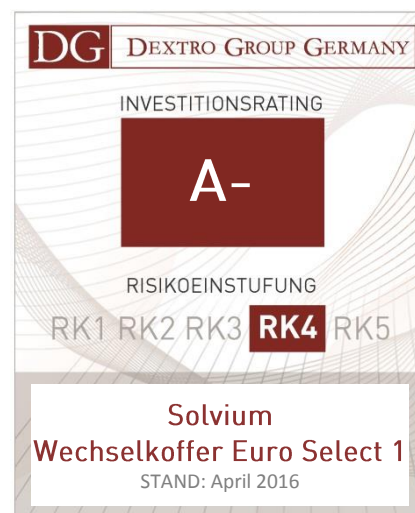 DG DEXTRO GROUP GERMANY
INVESTITIONSRATING
A-
RISIKOEINSTUFUNG
RK1 RK2 RK3 RK4 RK5
Solvium
Wechselkoffer Euro Select 1
STAND: April 2016